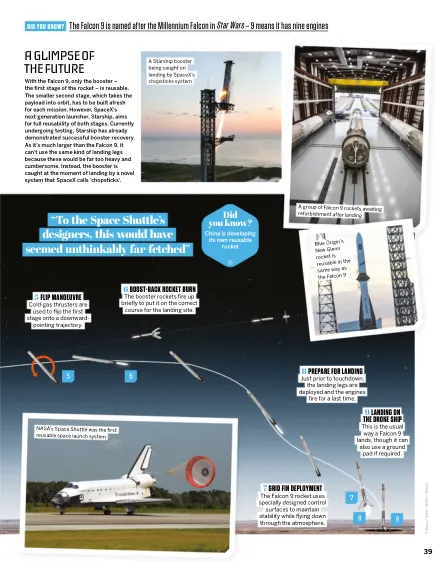 DID YOU KNOW? The Falcon 9 is named after the Millennium Falcon in Star Wars – 9 means it has nine engines
A GLIMPSE OF
THE FUTURE
With the Falcon 9, only the booster –
the first stage of the rocket – is reusable.
The smaller second stage, which takes the
payload into orbit, has to be built afresh
for each mission. However, SpaceX's
next-generation launcher, Starship, aims
for full reusability of both stages. Currently
undergoing testing, Starship has already
demonstrated successful booster recovery.
As it's much larger than the Falcon 9, it
can't use the same kind of landing legs
because these would be far too heavy and
cumbersome. Instead, the booster is
caught at the moment of landing by a novel
system that SpaceX calls 'chopsticks'.
A Starship booster
being caught on
landing by SpaceX's
chopsticks system
A group of Falcon 9 rockets awaiting
refurbishment after landing
"To the Space Shuttle's
designers, this would have
seemed unthinkably far-fetched"
Did
you know?
China is developing
its own reusable
rocket
Blue Origin's
New Glenn
rocket is
reusable in the
same way as
the Falcon 9
5 FLIP MANOEUVRE
Cold-gas thrusters are
used to flip the first
stage onto a downward-
pointing trajectory.
6 BOOST-BACK ROCKET BURN
The booster rockets fire up
briefly to put it on the correct
course for the landing site.
5
6
8 PREPARE FOR LANDING
Just prior to touchdown,
the landing legs are
deployed and the engines
fire for a last time.
9 LANDING ON
THE DRONE SHIP
This is the usual
way a Falcon 9
lands, though it can
also use a ground
pad if required.
NASA's Space Shuttle was the first
reusable space launch system
7 GRID FIN DEPLOYMENT
The Falcon 9 rocket uses
specially designed control
surfaces to maintain
stability while flying down
through the atmosphere.
7
8
9
39